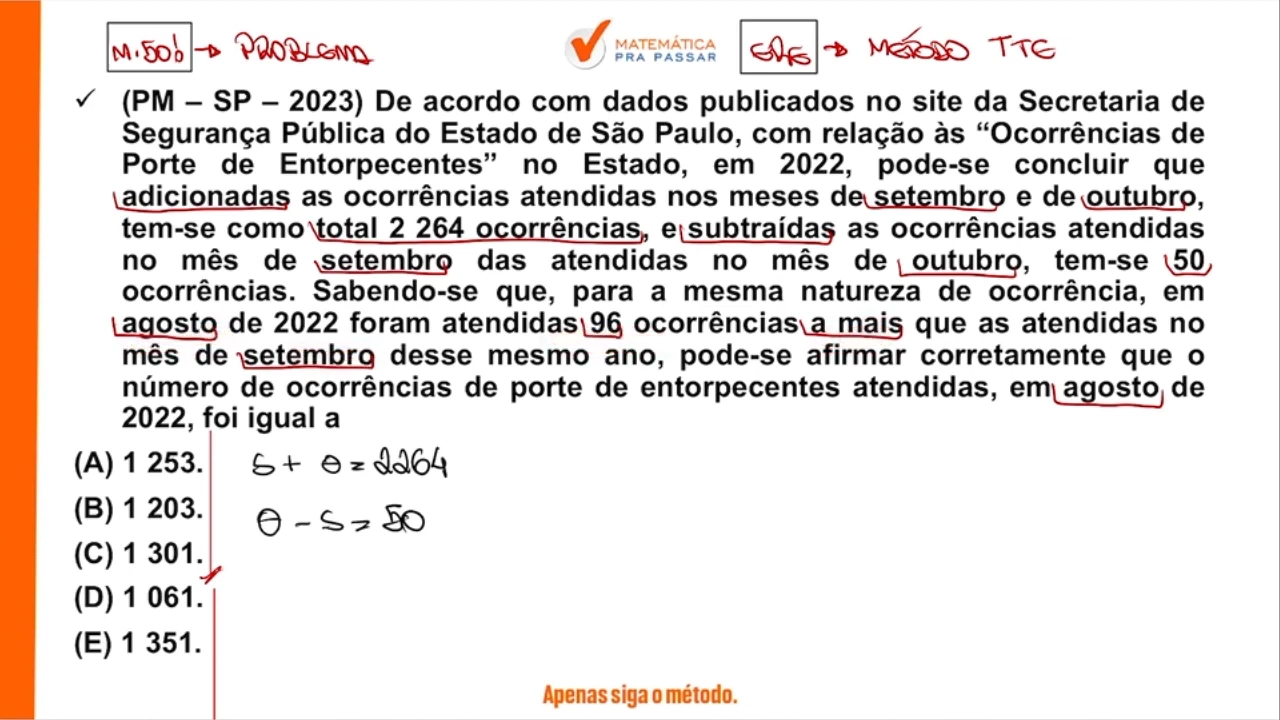 M.50! → PROBLEMA
MATEMÁTICA
PRA PASSAR
→ MÉTODO TTE
✓ (PM – SP – 2023) De acordo com dados publicados no site da Secretaria de
Segurança Pública do Estado de São Paulo, com relação às “Ocorrências de
Porte de Entorpecentes” no Estado, em 2022, pode-se concluir que
adicionadas as ocorrências atendidas nos meses de setembro e de outubro,
tem-se como total 2 264 ocorrências, e subtraídas as ocorrências atendidas
no mês de setembro das atendidas no mês de outubro, tem-se 50
ocorrências. Sabendo-se que, para a mesma natureza de ocorrência, em
agosto de 2022 foram atendidas 96 ocorrências a mais que as atendidas no
mês de setembro desse mesmo ano, pode-se afirmar corretamente que o
número de ocorrências de porte de entorpecentes atendidas, em agosto de
2022, foi igual a
(A) 1 253.
(B) 1 203.
(C) 1 301.
(D) 1 061.
(E) 1 351.
S + O = 2264
O - S = 50
Apenas siga o método.